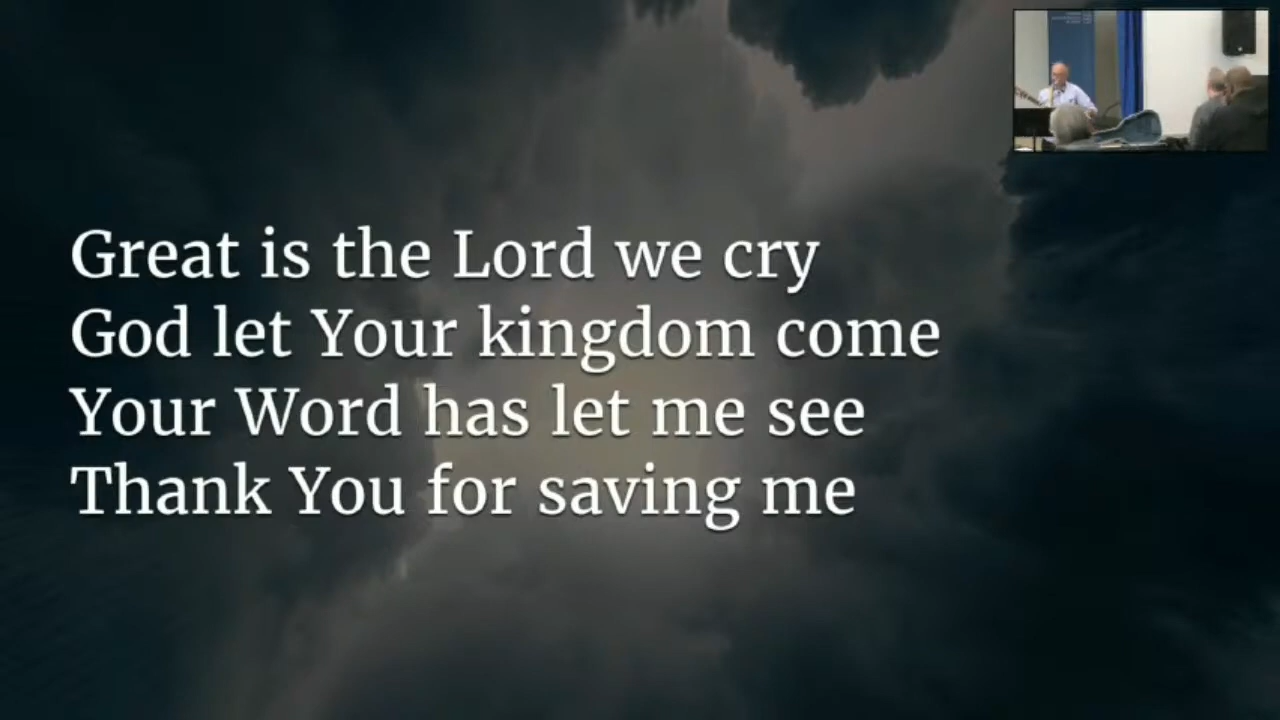 Great is the Lord we cry
God let Your kingdom come
Your Word has let me see
Thank You for saving me